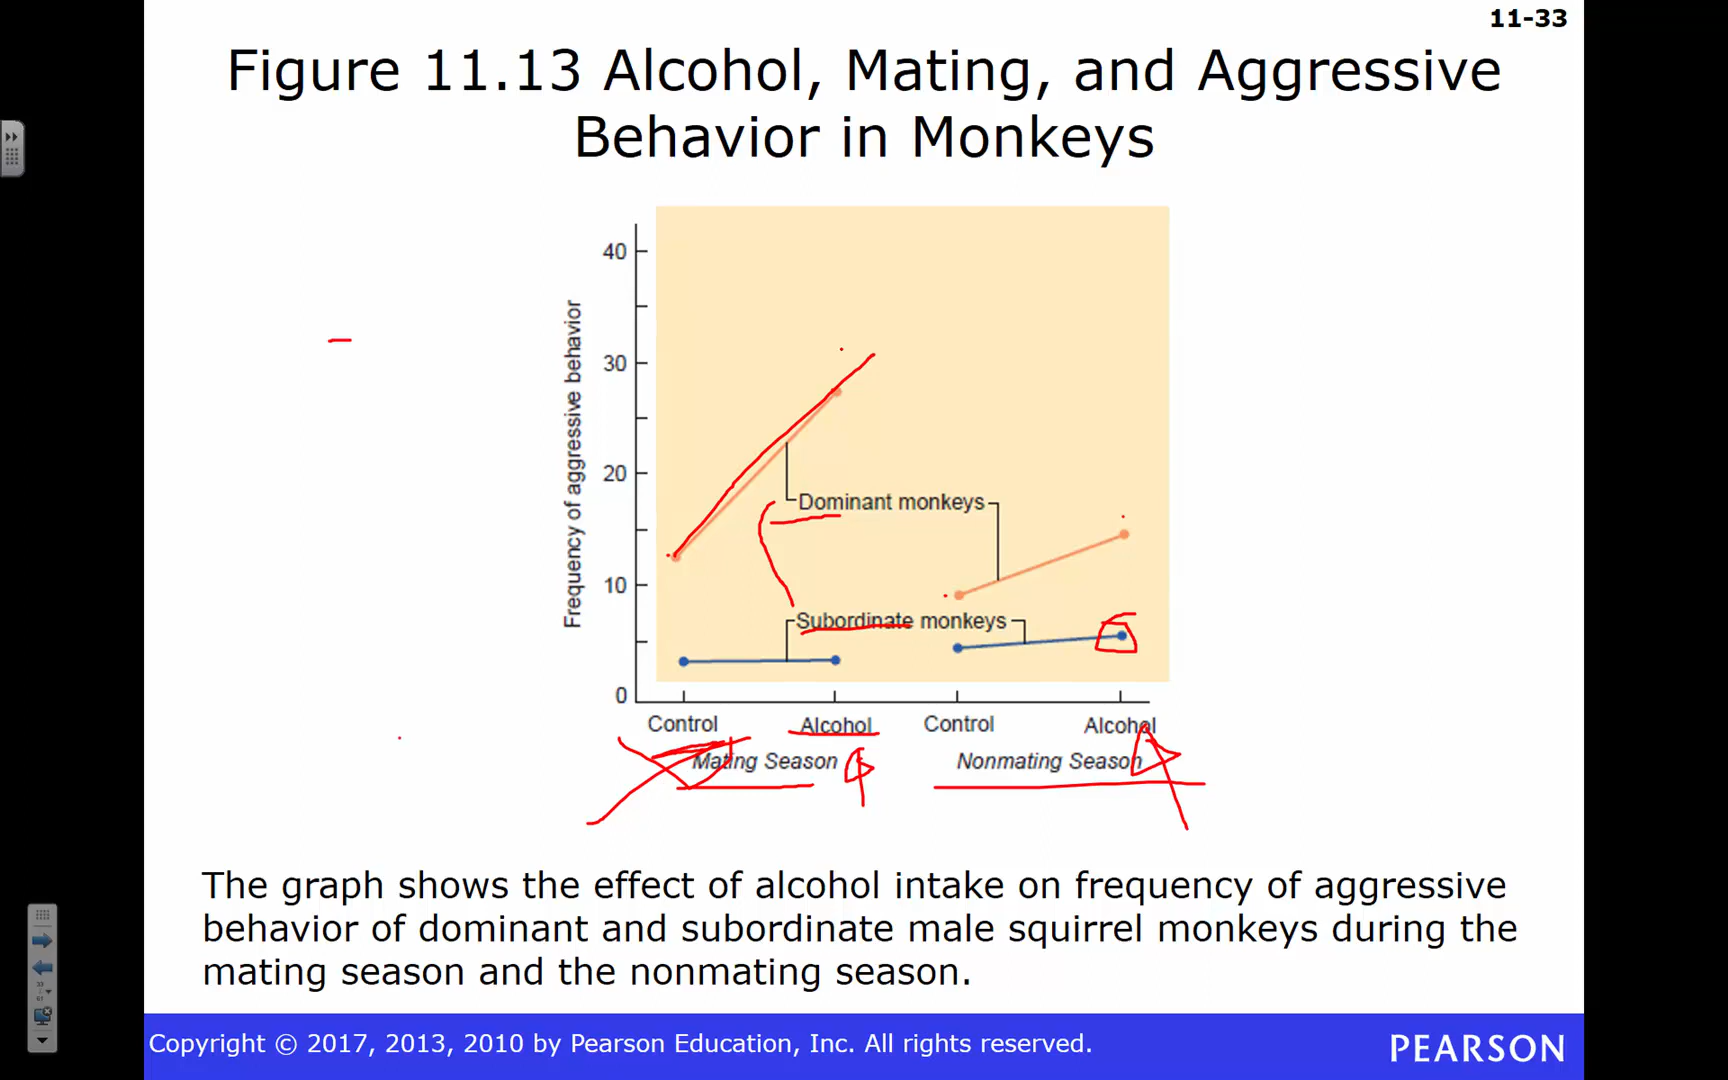 11-33
Figure 11.13 Alcohol, Mating, and Aggressive
Behavior in Monkeys
Frequency of aggressive behavior
40
30
20
10
0
Dominant monkeys
Subordinate monkeys
Control Alcohol Control Alcohol
Mating Season Nonmating Season
The graph shows the effect of alcohol intake on frequency of aggressive
behavior of dominant and subordinate male squirrel monkeys during the
mating season and the nonmating season.
Copyright © 2017, 2013, 2010 by Pearson Education, Inc. All rights reserved.
PEARSON